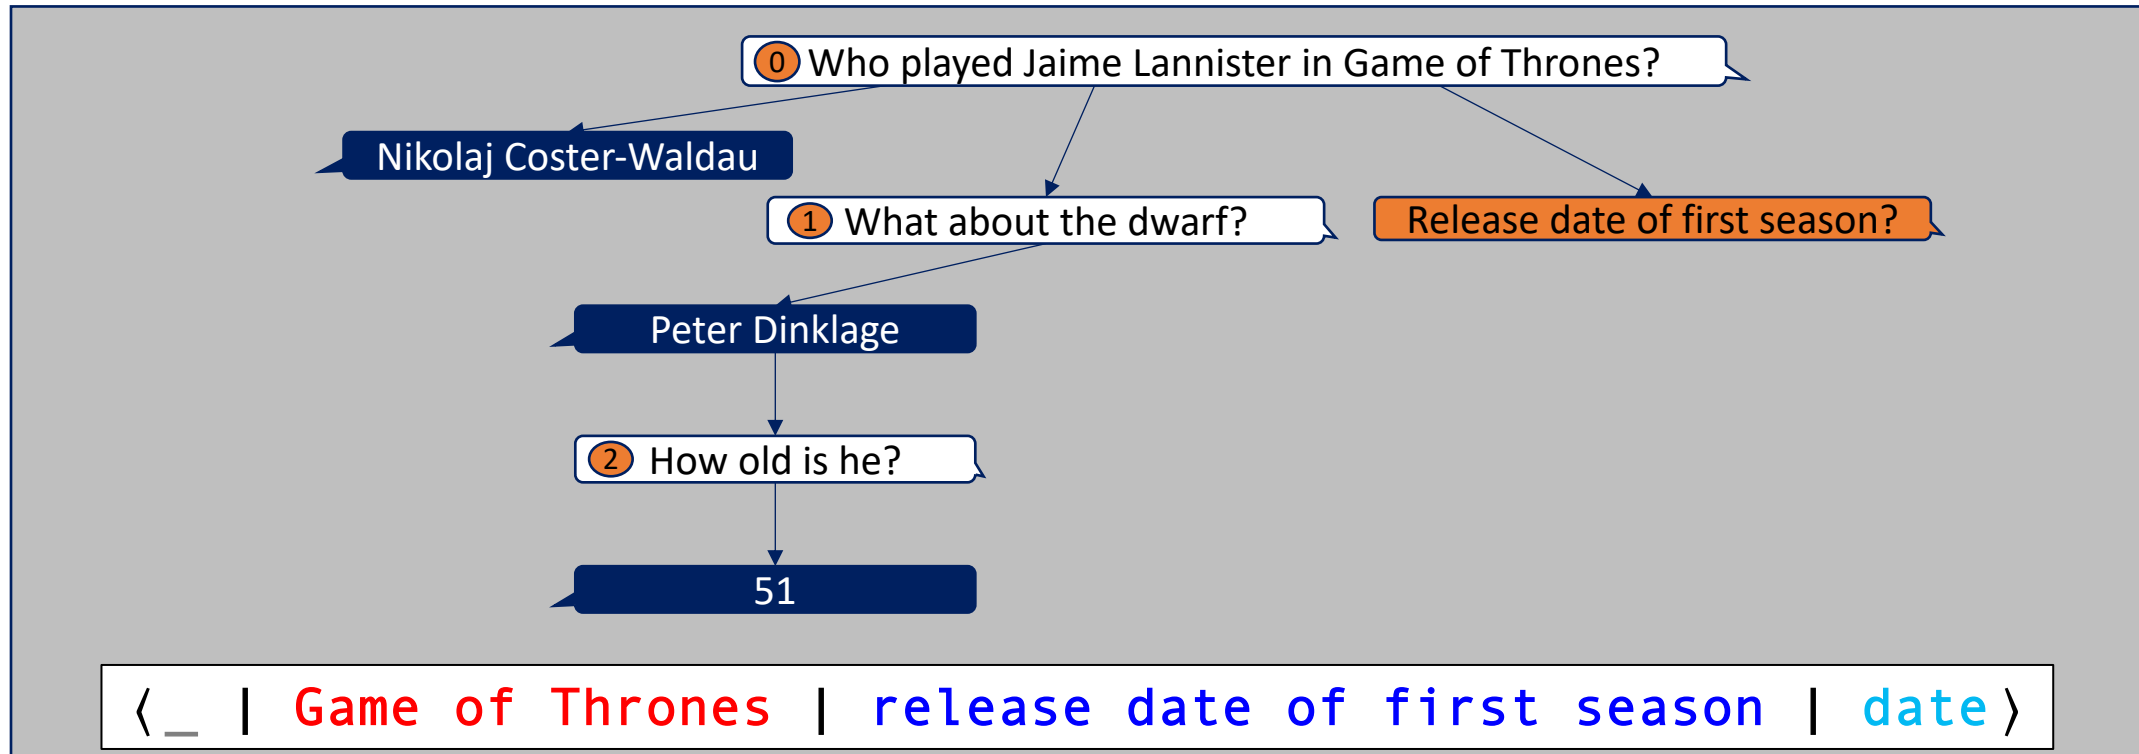 0 Who played Jaime Lannister in Game of Thrones?
Nikolaj Coster-Waldau
1 What about the dwarf?
Release date of first season?
Peter Dinklage
2 How old is he?
51
⟨_ | Game of Thrones | release date of first season | date⟩